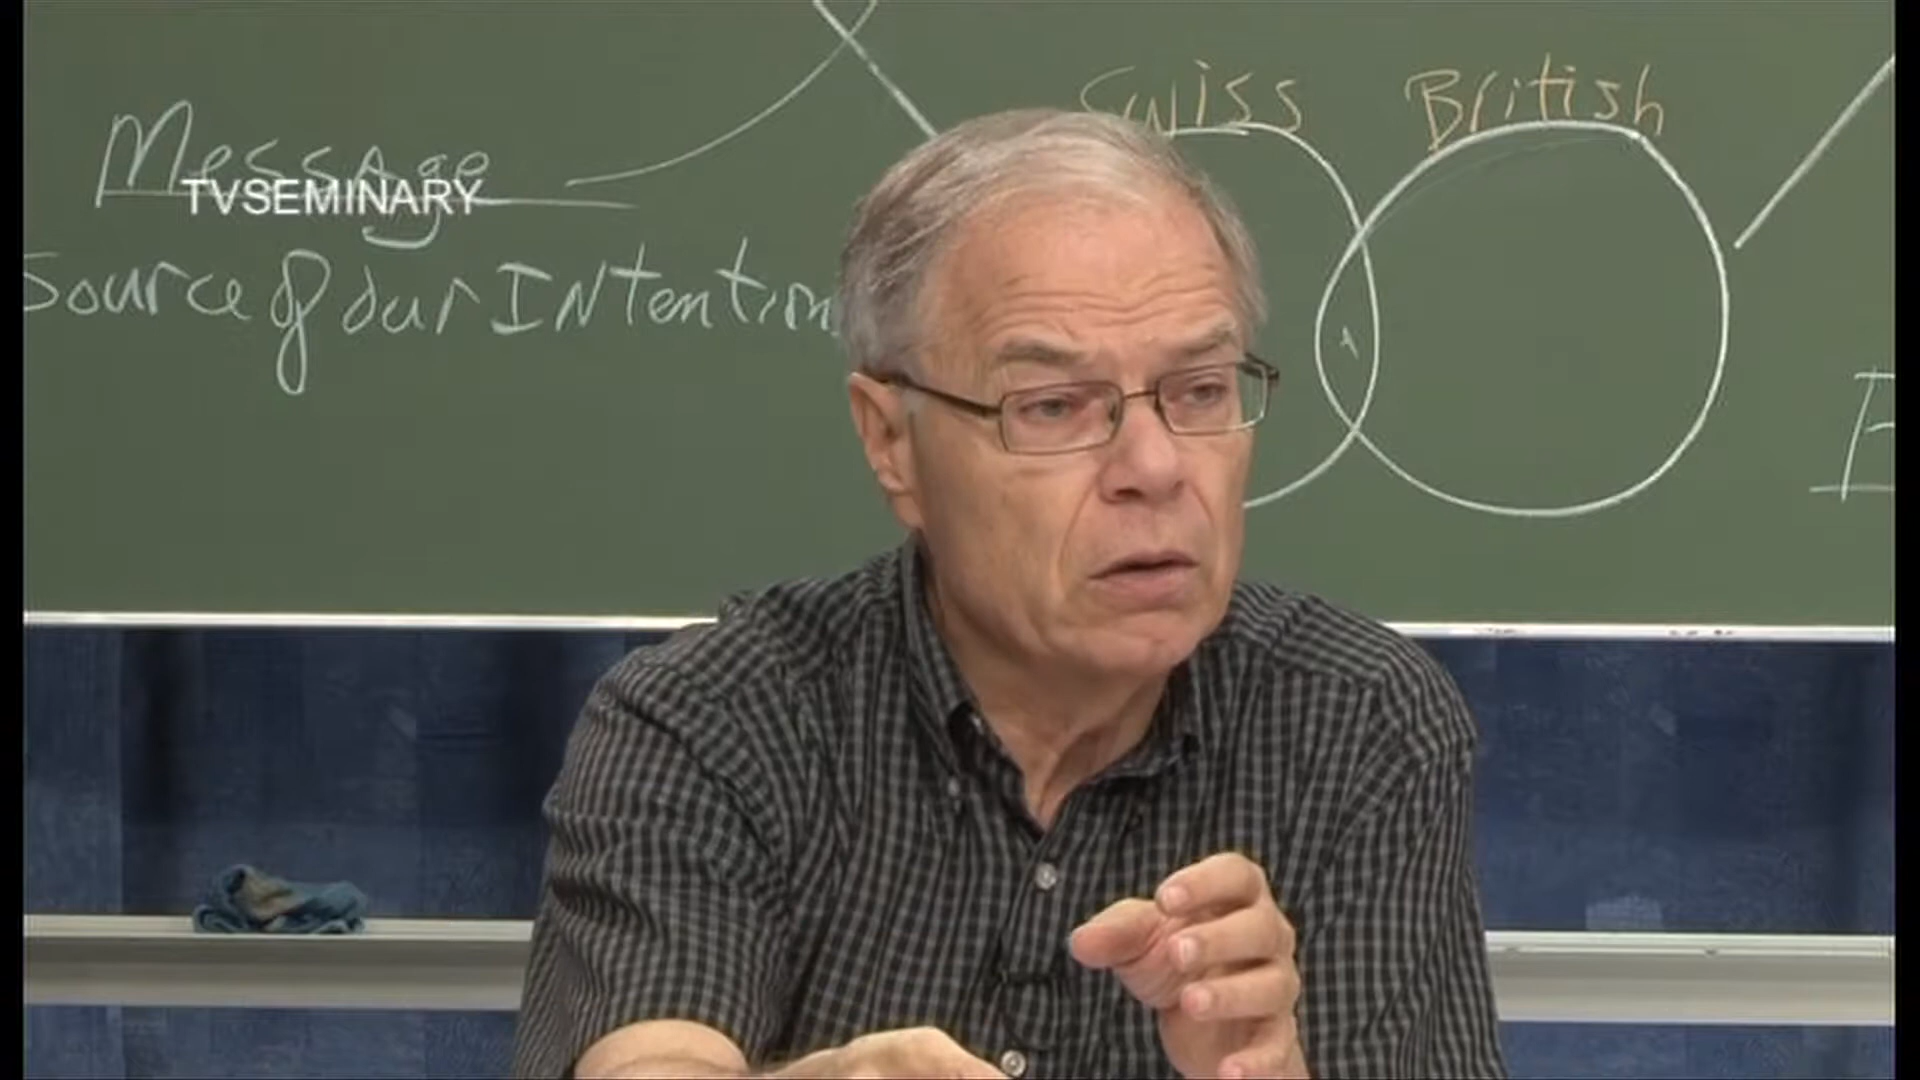 Swiss British
Message
TVSEMINARY
Source of our INtention
A
E